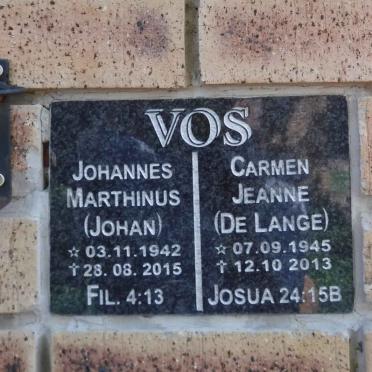 VOS
JOHANNES
MARTHINUS
(JOHAN)
☆ 03.11.1942
✝ 28.08.2015
FIL. 4:13
CARMEN
JEANNE
(DE LANGE)
☆ 07.09.1945
✝ 12.10 2013
JOSUA 24:15B